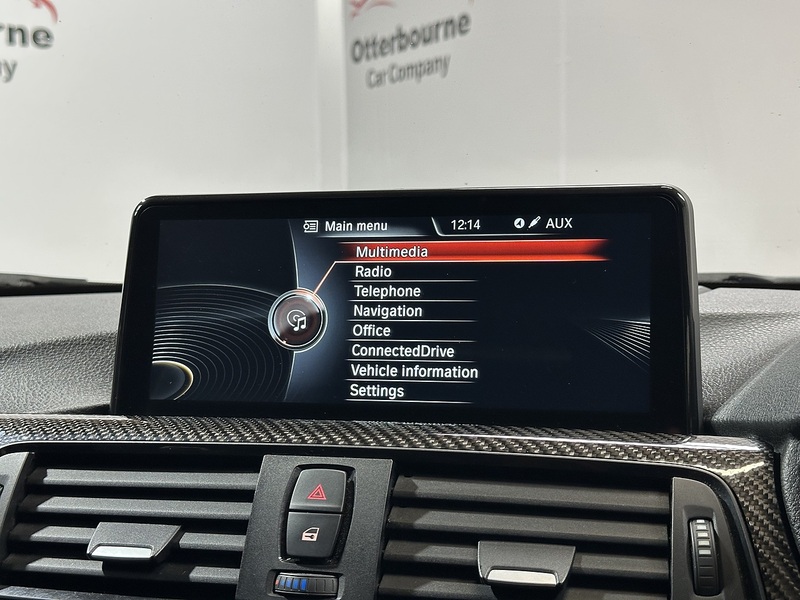 rne
y
Otterbourne
Car Company
Main menu
12:14
AUX
Multimedia
Radio
Telephone
Navigation
Office
ConnectedDrive
Vehicle information
Settings